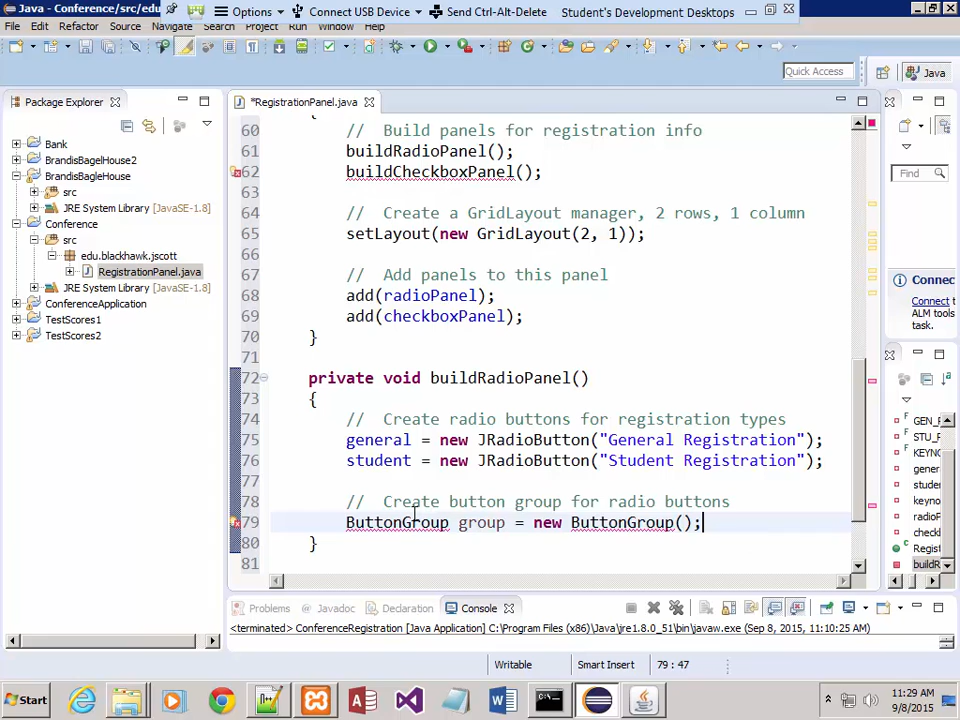 Java - Conference/src/edu
Options
Connect USB Device
Send Ctrl-Alt-Delete
Student's Development Desktops
File Edit Refactor Source Navigate Search Project Run Window Help
Quick Access
Java
Package Explorer
*RegistrationPanel.java
Bank
BrandisBagelHouse2
BrandisBagleHouse
src
JRE System Library [JavaSE-1.8]
Conference
src
edu.blackhawk.jscott
RegistrationPanel.java
JRE System Library [JavaSE-1.8]
ConferenceApplication
TestScores1
TestScores2
60 // Build panels for registration info
61 buildRadioPanel();
62 buildCheckboxPanel();
63
64 // Create a GridLayout manager, 2 rows, 1 column
65 setLayout(new GridLayout(2, 1));
66
67 // Add panels to this panel
68 add(radioPanel);
69 add(checkboxPanel);
70 }
71
72 private void buildRadioPanel()
73 {
74 // Create radio buttons for registration types
75 general = new JRadioButton("General Registration");
76 student = new JRadioButton("Student Registration");
77
78 // Create button group for radio buttons
79 ButtonGroup group = new ButtonGroup();
80 }
81
Find
Connec
Connect to
ALM tools
task.
GEN_
STU_F
KEYNO
gener
studer
keyno
radioP
check
Regist
buildR
Problems
Javadoc
Declaration
Console
<terminated> ConferenceRegistration [Java Application] C:\Program Files (x86)\Java\jre1.8.0_51\bin\javaw.exe (Sep 8, 2015, 11:10:25 AM)
Writable
Smart Insert
79 : 47
Start
11:29 AM
9/8/2015